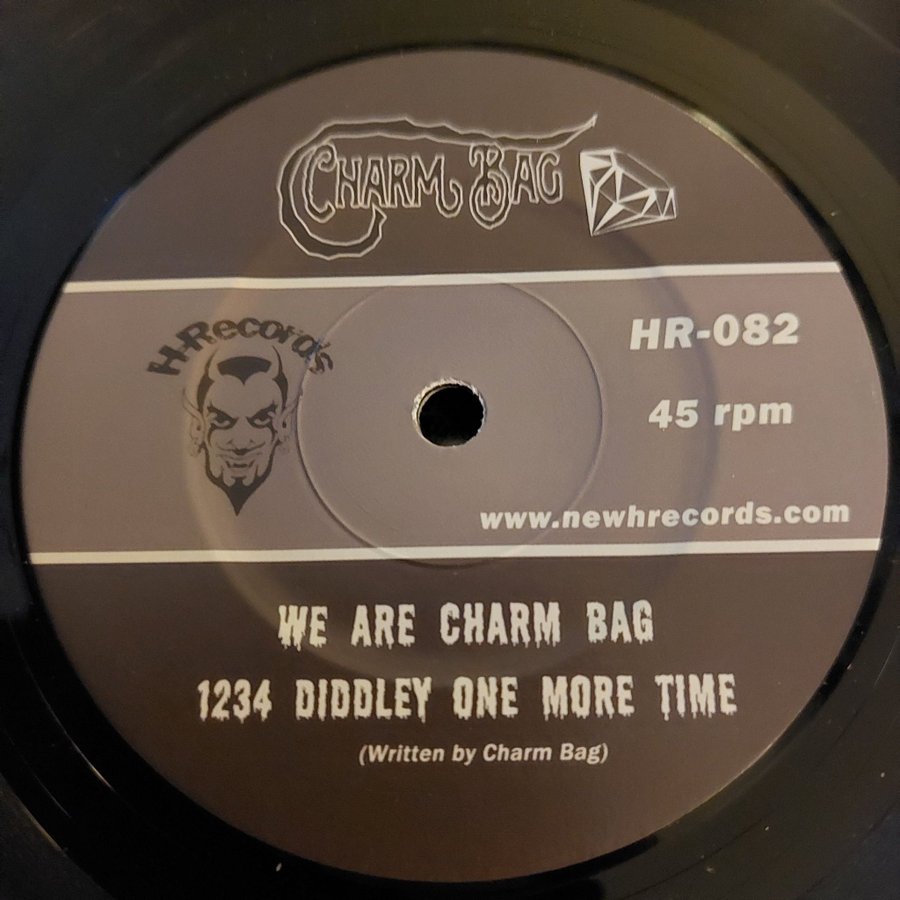 CHARM BAG
H-Records
HR-082
45 rpm
www.newhrecords.com
WE ARE CHARM BAG
1234 DIDDLEY ONE MORE TIME
(Written by Charm Bag)